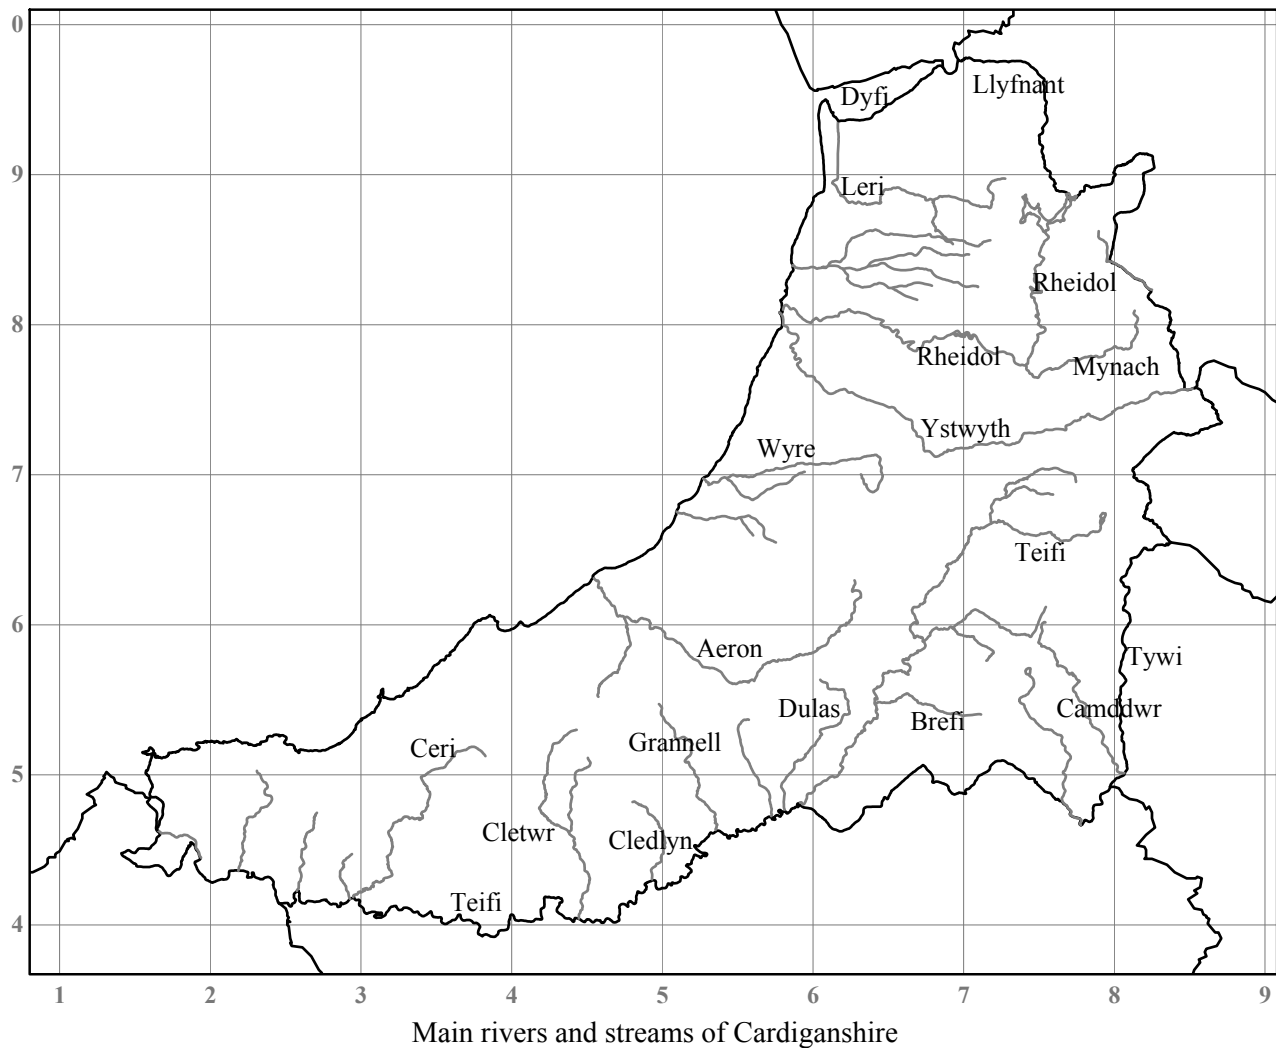 0
Dyfi
Llyfnant
9
Leri
Rheidol
8
Rheidol
Mynach
Ystwyth
Wyre
7
Teifi
6
Aeron
Tywi
Dulas
Brefi
Camddwr
Grannell
Ceri
5
Cletwr
Cledlyn
Teifi
4
1 2 3 4 5 6 7 8 9
Main rivers and streams of Cardiganshire